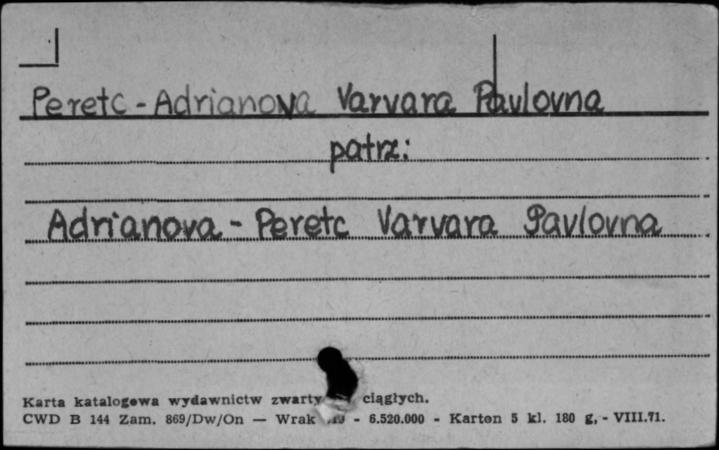 Peretc-Adrianova Varvara Pavlovna
patrz:
Adrianova-Peretc Varvara Pavlovna
Karta katalogowa wydawnictw zwarty ciągłych.
CWD B 144 Zam. 869/Dw/On — Wrak - 6.520.000 - Karton 5 kl. 180 g, - VIII.71.